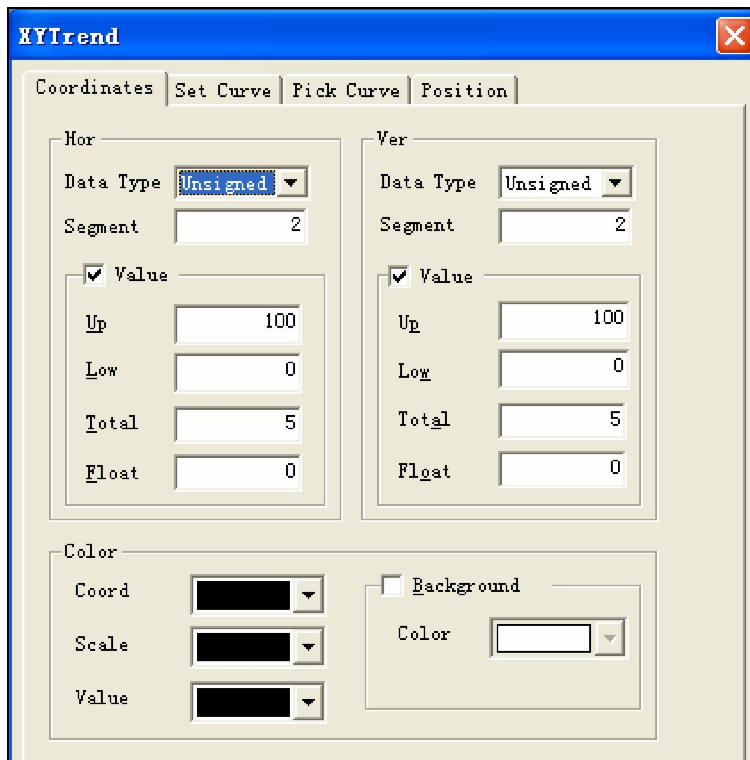 XYTrend
Coordinates Set Curve Pick Curve Position
Hor
Data Type Unsigned
Segment 2
Value
Up 100
Low 0
Total 5
Float 0
Ver
Data Type Unsigned
Segment 2
Value
Up 100
Low 0
Total 5
Float 0
Color
Coord
Scale
Value
Background
Color